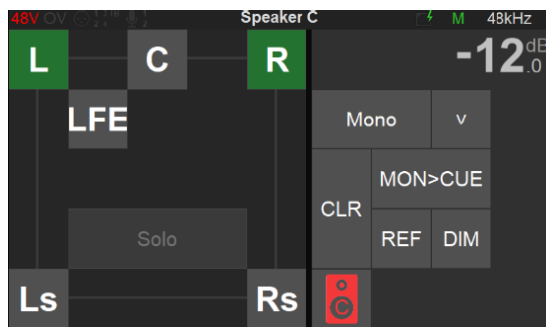 48V OV Speaker C M 48kHz
L C R -12.0 dB
LFE Mono v
MON>CUE
CLR
Solo REF DIM
Ls Rs C